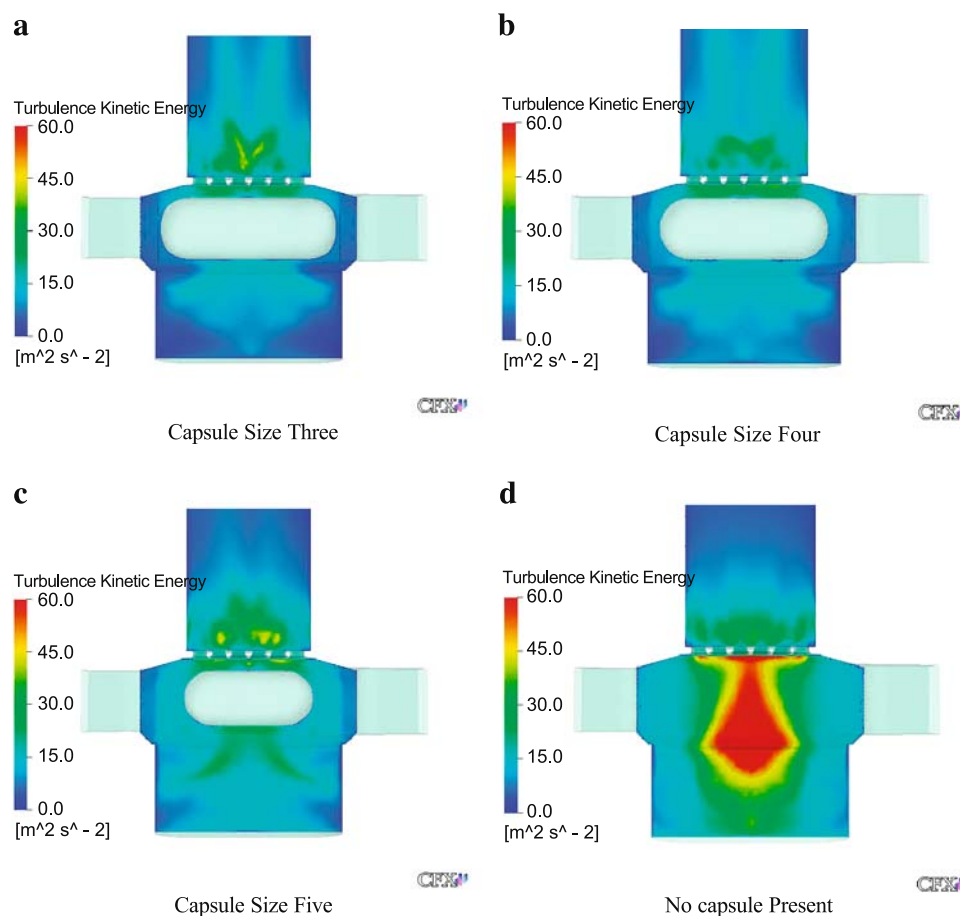 a
Turbulence Kinetic Energy
60.0
45.0
30.0
15.0
0.0
[m^2 s^ - 2]
CFX
Capsule Size Three
b
Turbulence Kinetic Energy
60.0
45.0
30.0
15.0
0.0
[m^2 s^ - 2]
CFX
Capsule Size Four
c
Turbulence Kinetic Energy
60.0
45.0
30.0
15.0
0.0
[m^2 s^ - 2]
CFX
Capsule Size Five
d
Turbulence Kinetic Energy
60.0
45.0
30.0
15.0
0.0
[m^2 s^ - 2]
CFX
No capsule Present